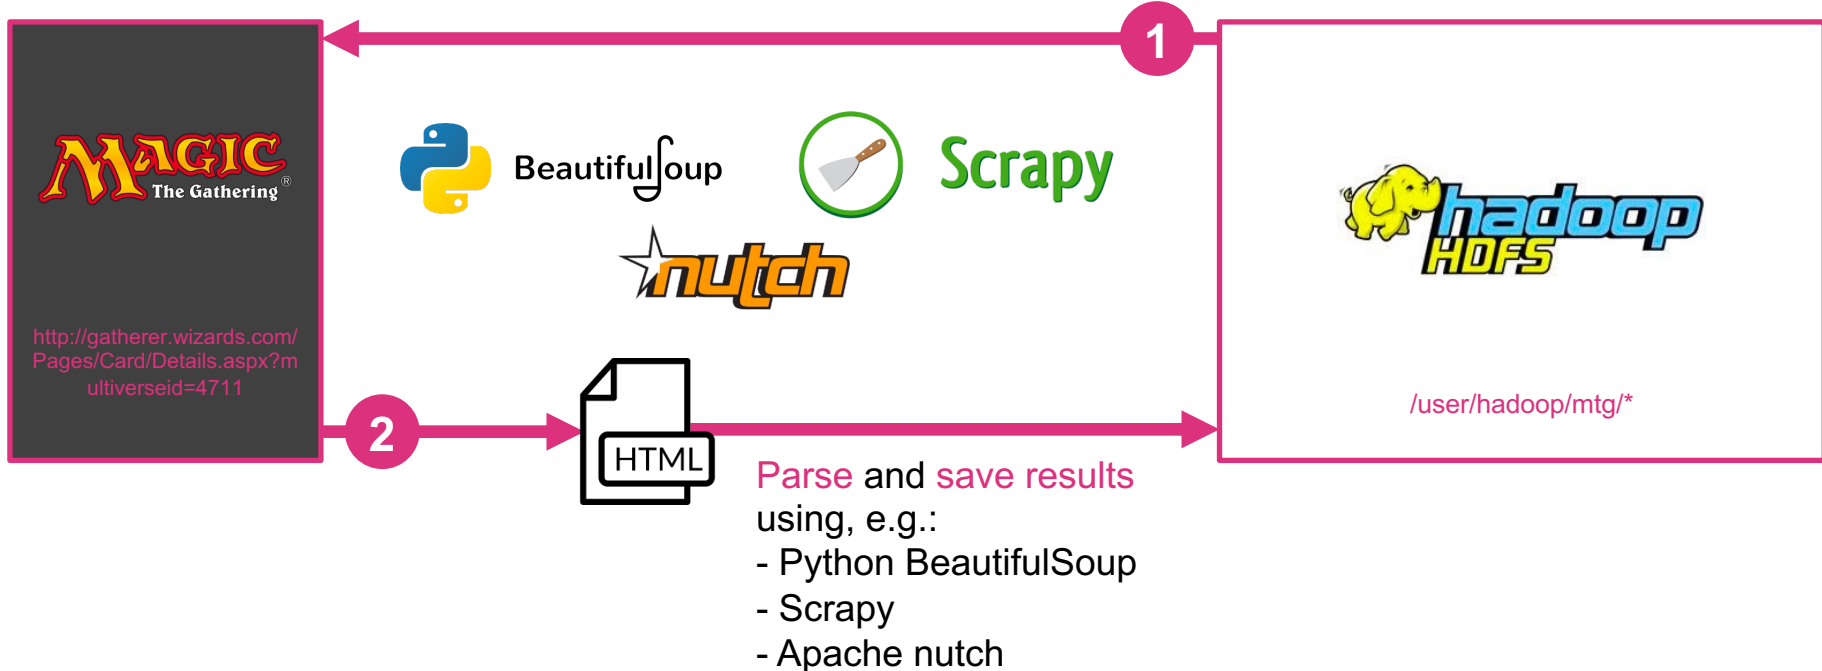 1
MAGIC
The Gathering®
BeautifulSoup
Scrapy
nutch
hadoop
HDFS
http://gatherer.wizards.com/
Pages/Card/Details.aspx?m
ultiverseid=4711
/user/hadoop/mtg/*
2
HTML
Parse and save results
using, e.g.:
- Python BeautifulSoup
- Scrapy
- Apache nutch